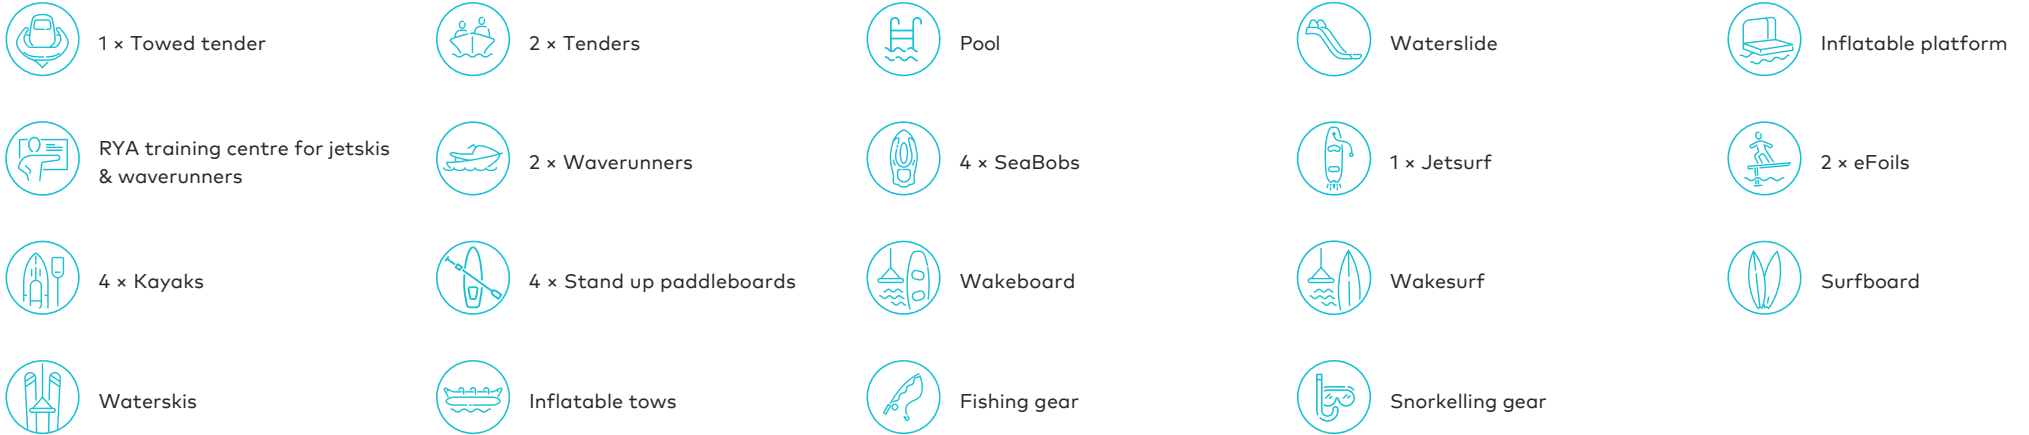 1 × Towed tender
2 × Tenders
Pool
Waterslide
Inflatable platform
RYA training centre for jetskis
& waverunners
2 × Waverunners
4 × SeaBobs
1 × Jetsurf
2 × eFoils
4 × Kayaks
4 × Stand up paddleboards
Wakeboard
Wakesurf
Surfboard
Waterskis
Inflatable tows
Fishing gear
Snorkelling gear